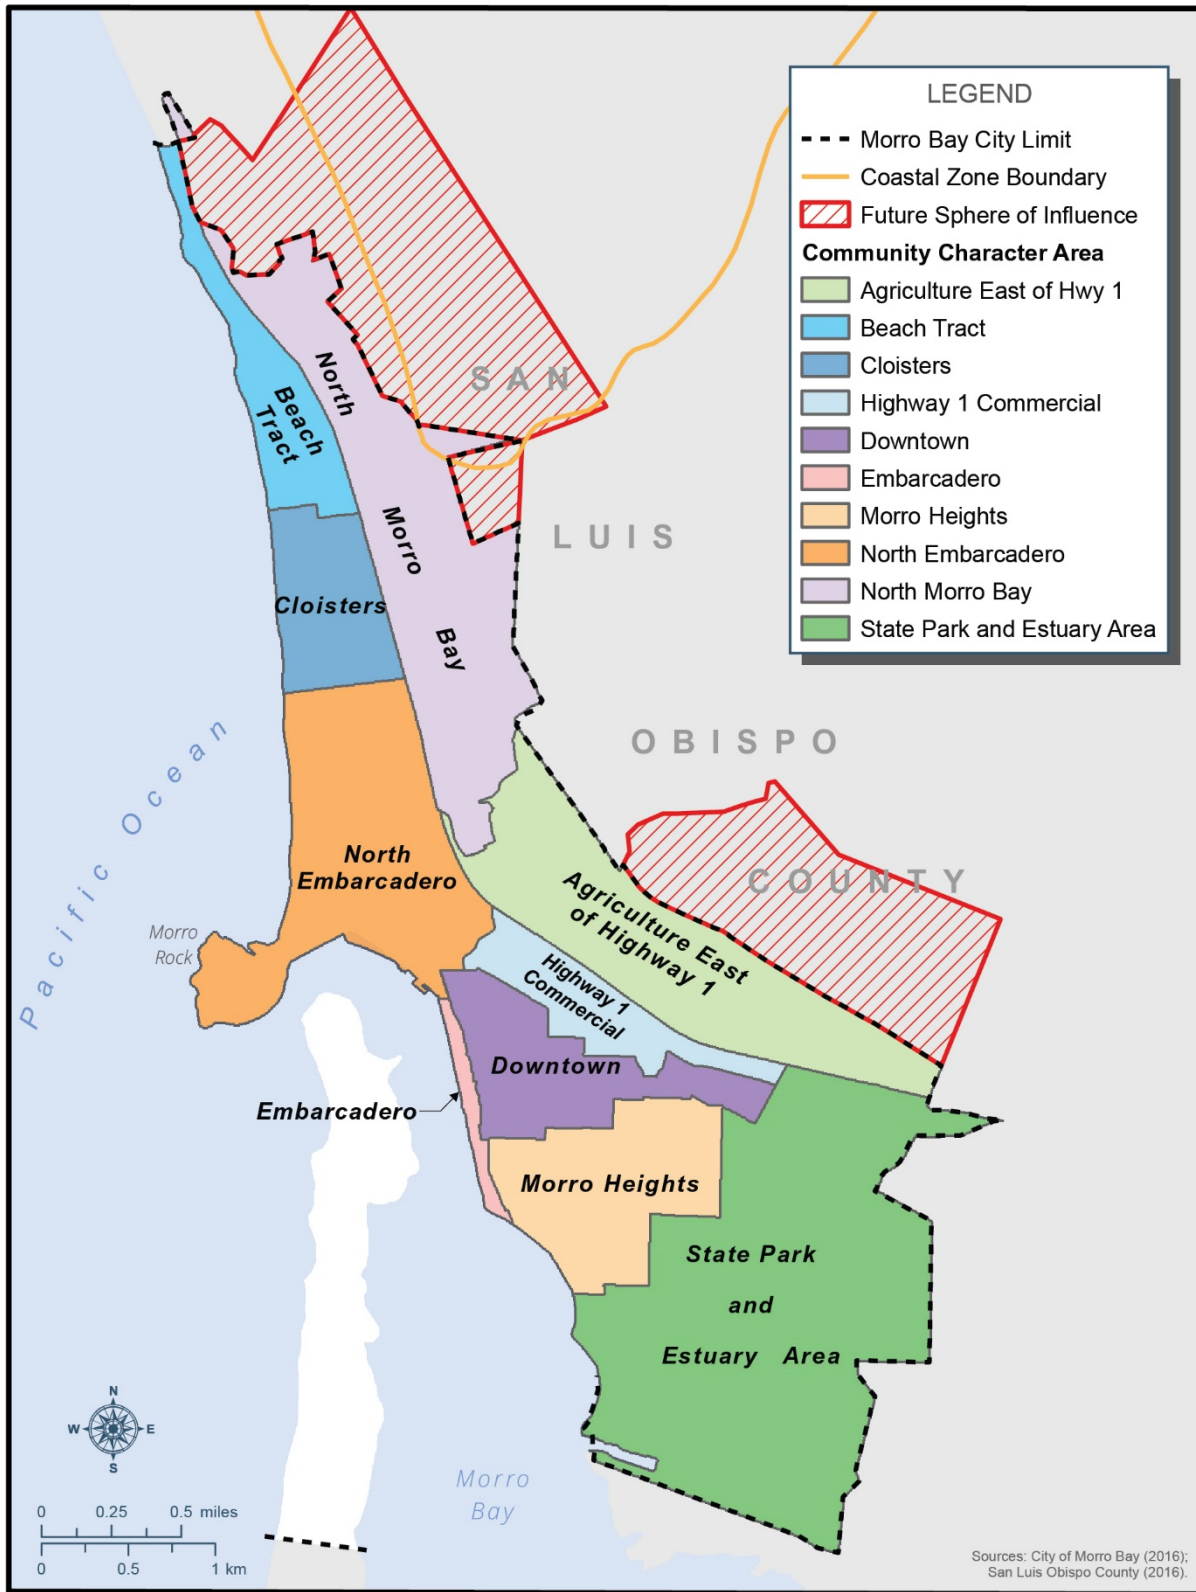 LEGEND
Morro Bay City Limit
Coastal Zone Boundary
Future Sphere of Influence
Community Character Area
Agriculture East of Hwy 1
Beach Tract
Cloisters
Highway 1 Commercial
Downtown
Embarcadero
Morro Heights
North Embarcadero
North Morro Bay
State Park and Estuary Area
SAN
LUIS
OBISPO
COUNTY
North
Morro
Bay
Beach
Tract
Cloisters
Pacific Ocean
North
Embarcadero
Morro
Rock
Agriculture East
of Highway 1
Highway 1
Commercial
Downtown
Embarcadero
Morro Heights
State Park
and
Estuary Area
Morro
Bay
N
W E
S
0 0.25 0.5 miles
0 0.5 1 km
Sources: City of Morro Bay (2016);
San Luis Obispo County (2016).